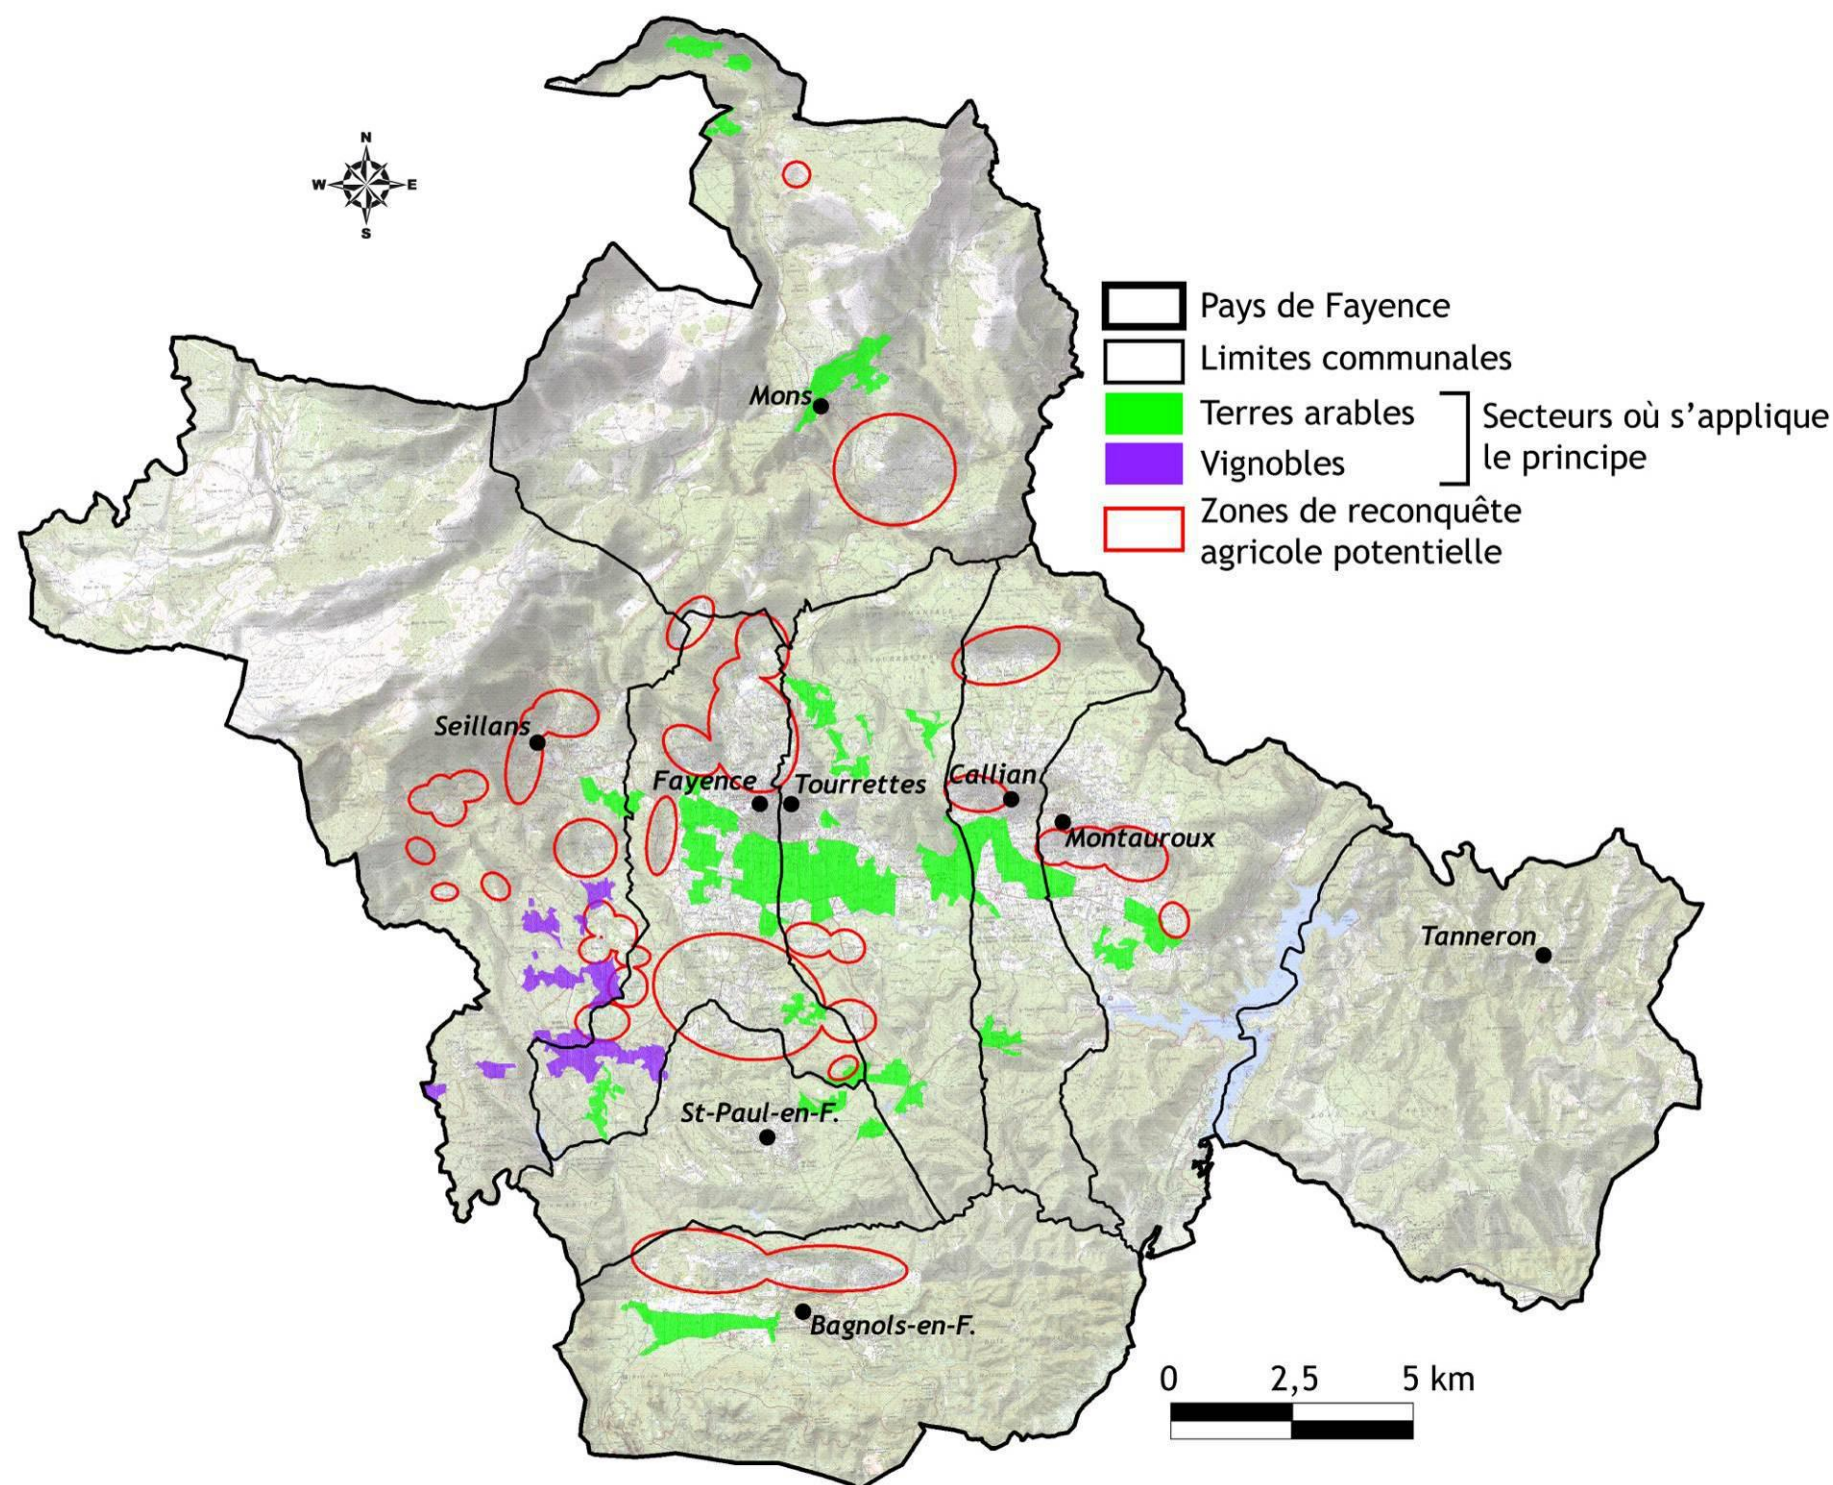 N
W E
S
Pays de Fayence
Limites communales
Terres arables
Vignobles
Secteurs où s’applique
le principe
Zones de reconquête
agricole potentielle
Mons
Seillans
Fayence
Tourrettes
Callian
Montauroux
Tanneron
St-Paul-en-F.
Bagnols-en-F.
0 2,5 5 km